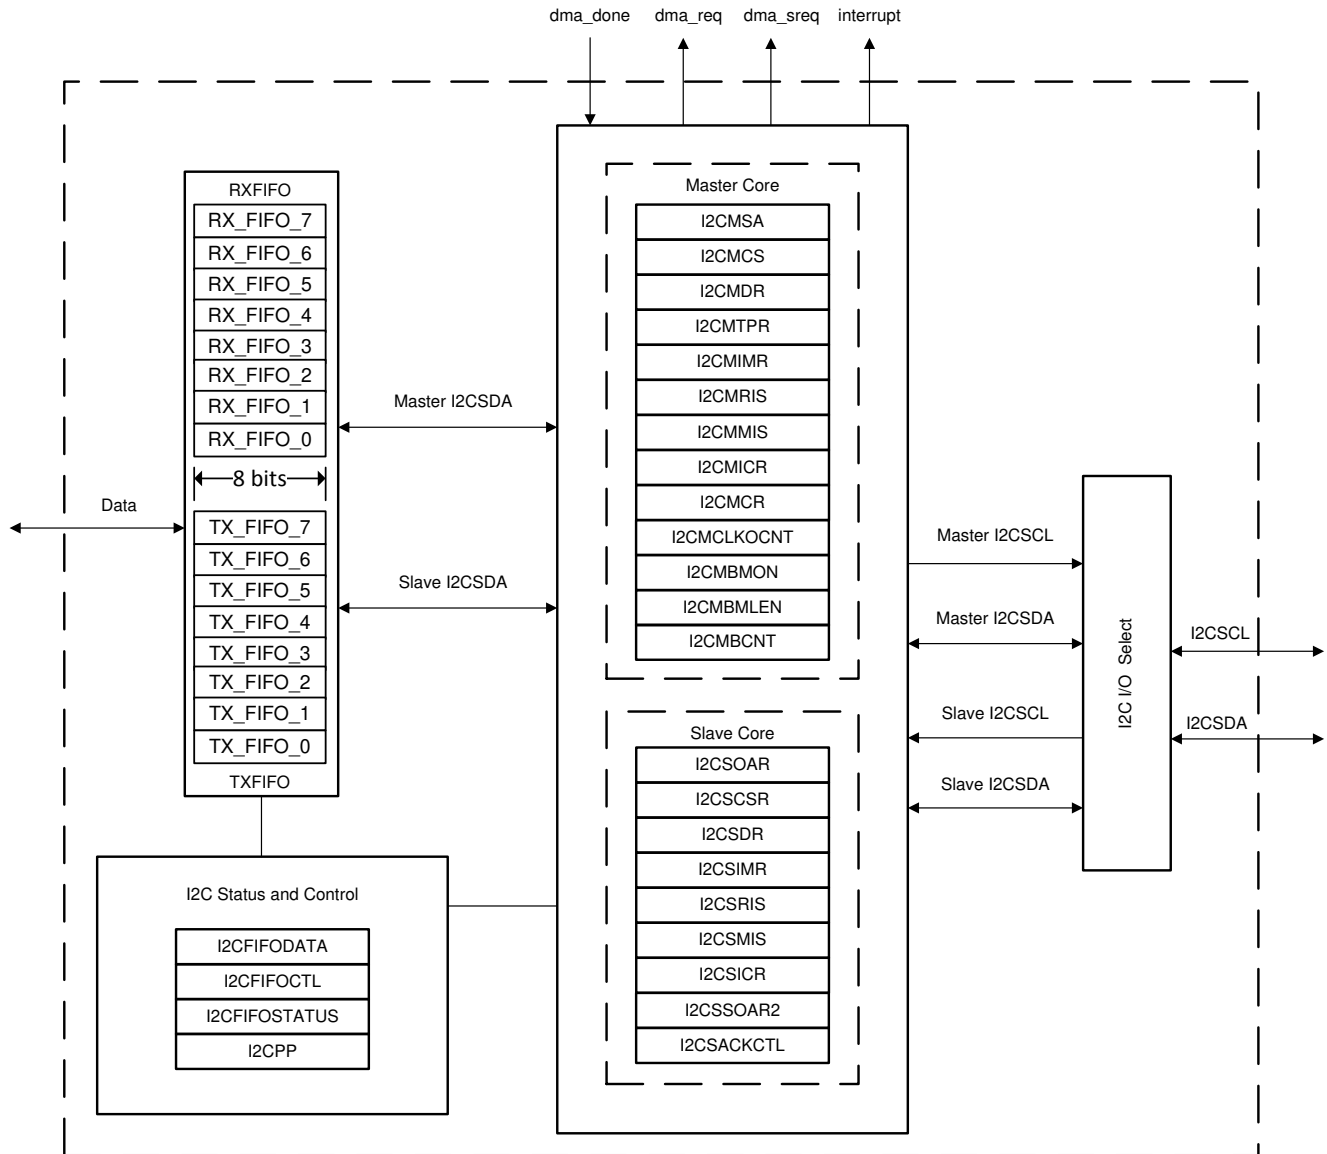 dma_done dma_req dma_sreq interrupt
RXFIFO
RX_FIFO_7
RX_FIFO_6
RX_FIFO_5
RX_FIFO_4
RX_FIFO_3
RX_FIFO_2
RX_FIFO_1
RX_FIFO_0
8 bits
TX_FIFO_7
TX_FIFO_6
TX_FIFO_5
TX_FIFO_4
TX_FIFO_3
TX_FIFO_2
TX_FIFO_1
TX_FIFO_0
TXFIFO
Data
Master I2CSDA
Slave I2CSDA
I2C Status and Control
I2CFIFODATA
I2CFIFOCTL
I2CFIFOSTATUS
I2CPP
Master Core
I2CMSA
I2CMCS
I2CMDR
I2CMTPR
I2CMIMR
I2CMRIS
I2CMMIS
I2CMICR
I2CMCR
I2CMCLKOCNT
I2CMBMON
I2CMBMLEN
I2CMBCNT
Slave Core
I2CSOAR
I2CSCSR
I2CSDR
I2CSIMR
I2CSRIS
I2CSMIS
I2CSICR
I2CSSOAR2
I2CSACKCTL
Master I2CSCL
Master I2CSDA
Slave I2CSCL
Slave I2CSDA
I2C I/O Select
I2CSCL
I2CSDA